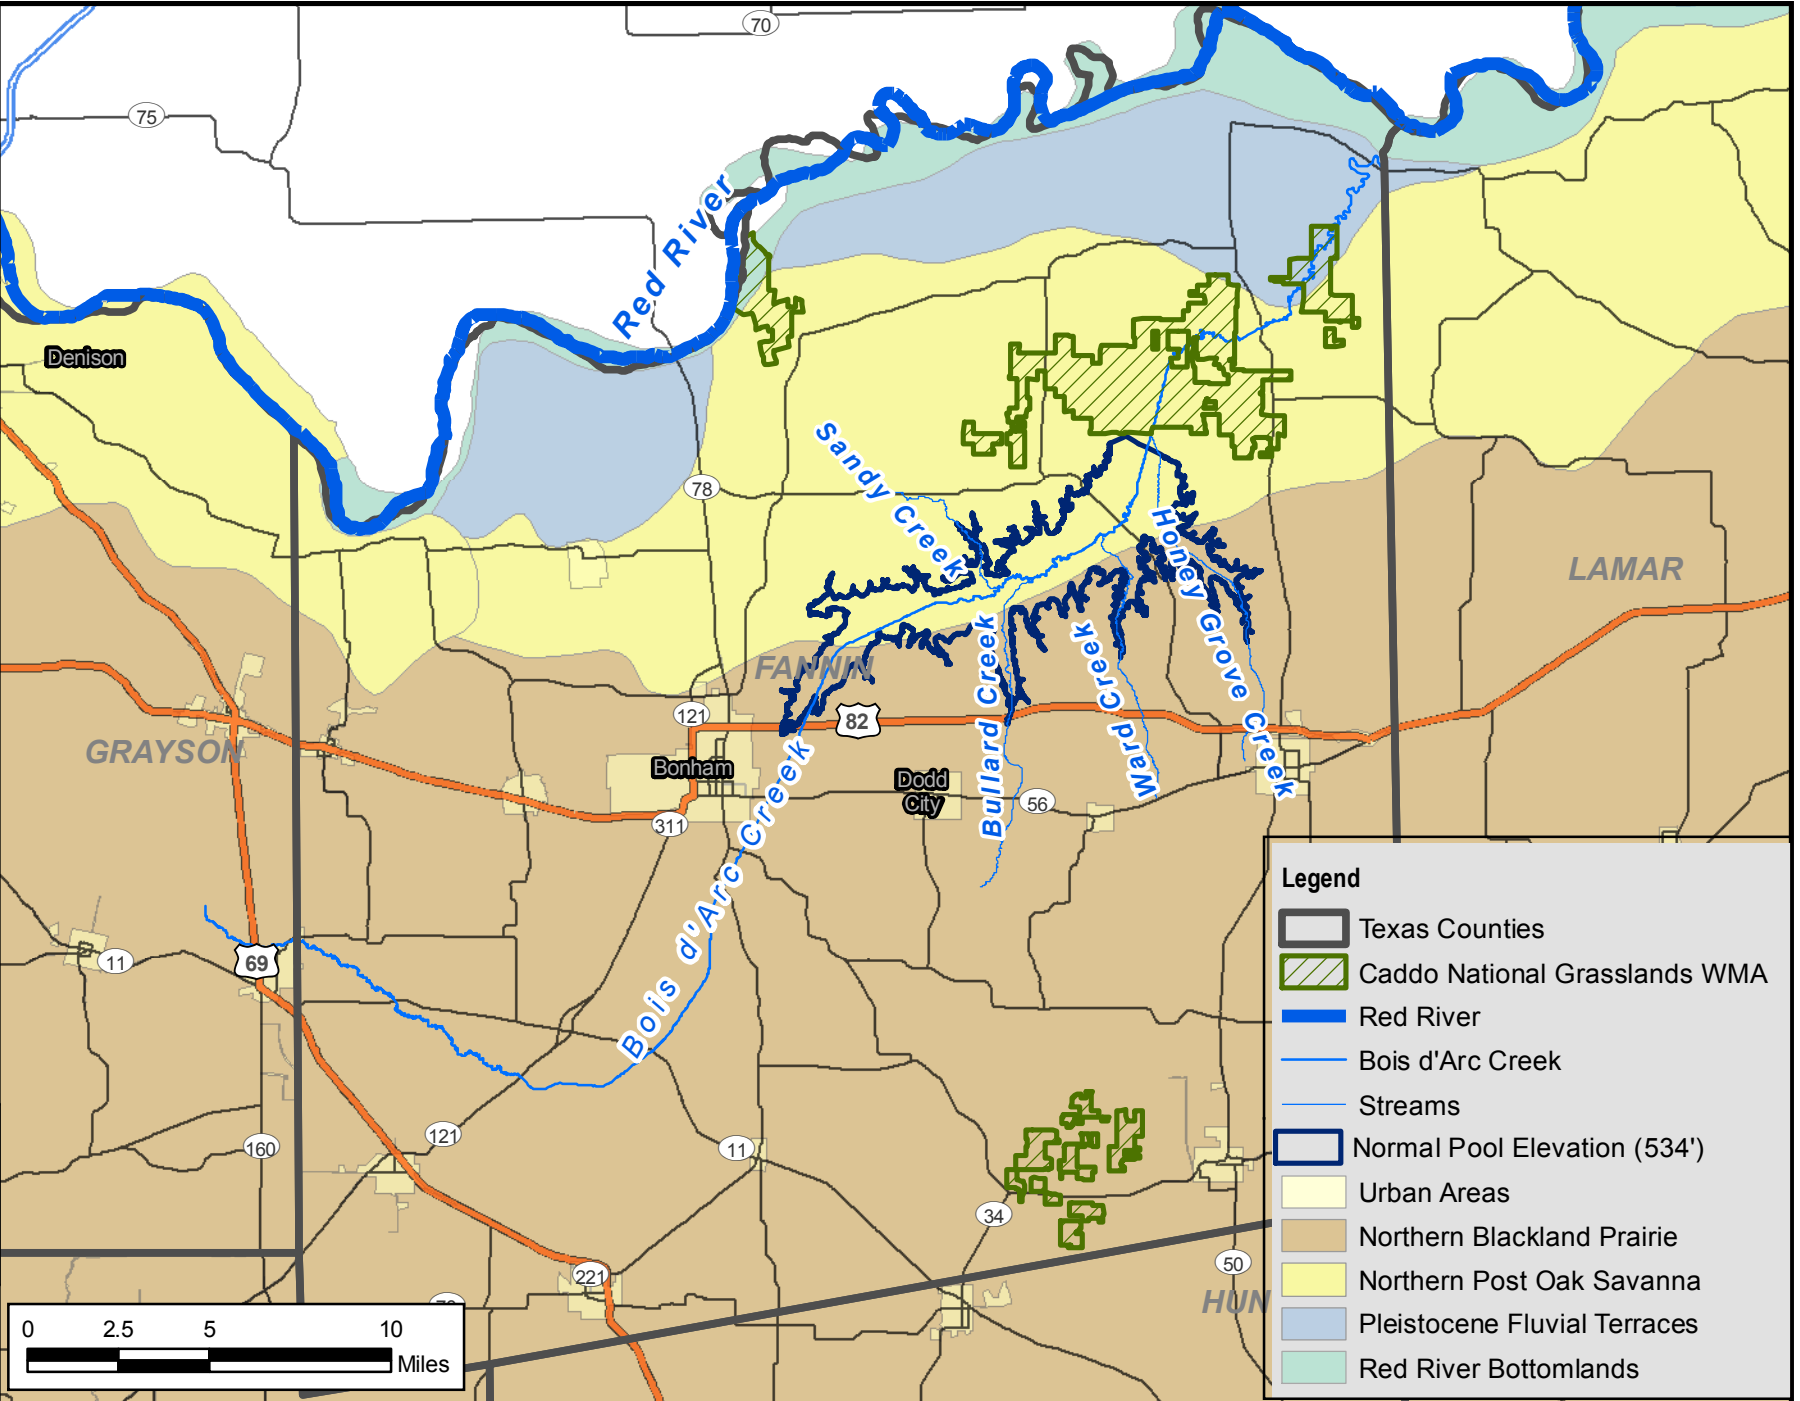 70
75
Red River
Denison
Sandy Creek
78
Honey Grove Creek
LAMAR
FANNIN
Bullard Creek
Ward Creek
121
82
GRAYSON
Bonham
Dodd
City
56
311
Bois d'Arc Creek
11
69
121
160
11
34
221
50
HUN
Legend
Texas Counties
Caddo National Grasslands WMA
Red River
Bois d'Arc Creek
Streams
Normal Pool Elevation (534')
Urban Areas
Northern Blackland Prairie
Northern Post Oak Savanna
Pleistocene Fluvial Terraces
Red River Bottomlands
0 2.5 5 10
Miles